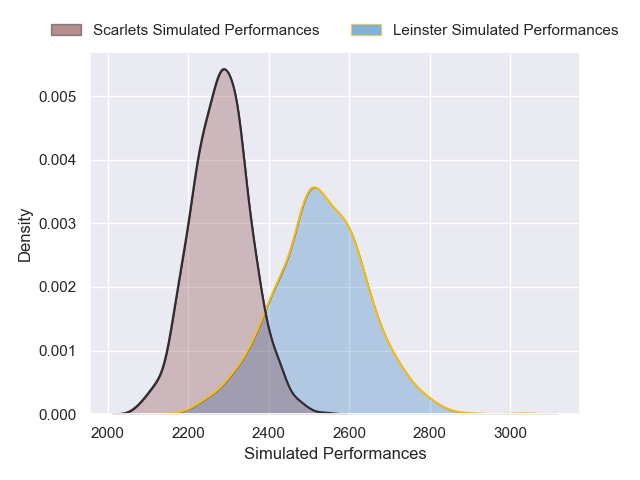 Scarlets Simulated Performances Leinster Simulated Performances
0.005
0.004
0.003
0.002
0.001
0.000
Density
2000 2200 2400 2600 2800 3000
Simulated Performances